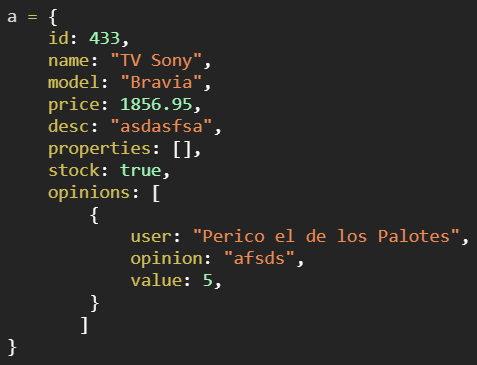 a = {
    id: 433,
    name: "TV Sony",
    model: "Bravia",
    price: 1856.95,
    desc: "asdasfsa",
    properties: [],
    stock: true,
    opinions: [
        {
            user: "Perico el de los Palotes",
            opinion: "afsds",
            value: 5,
        }
       ]
}